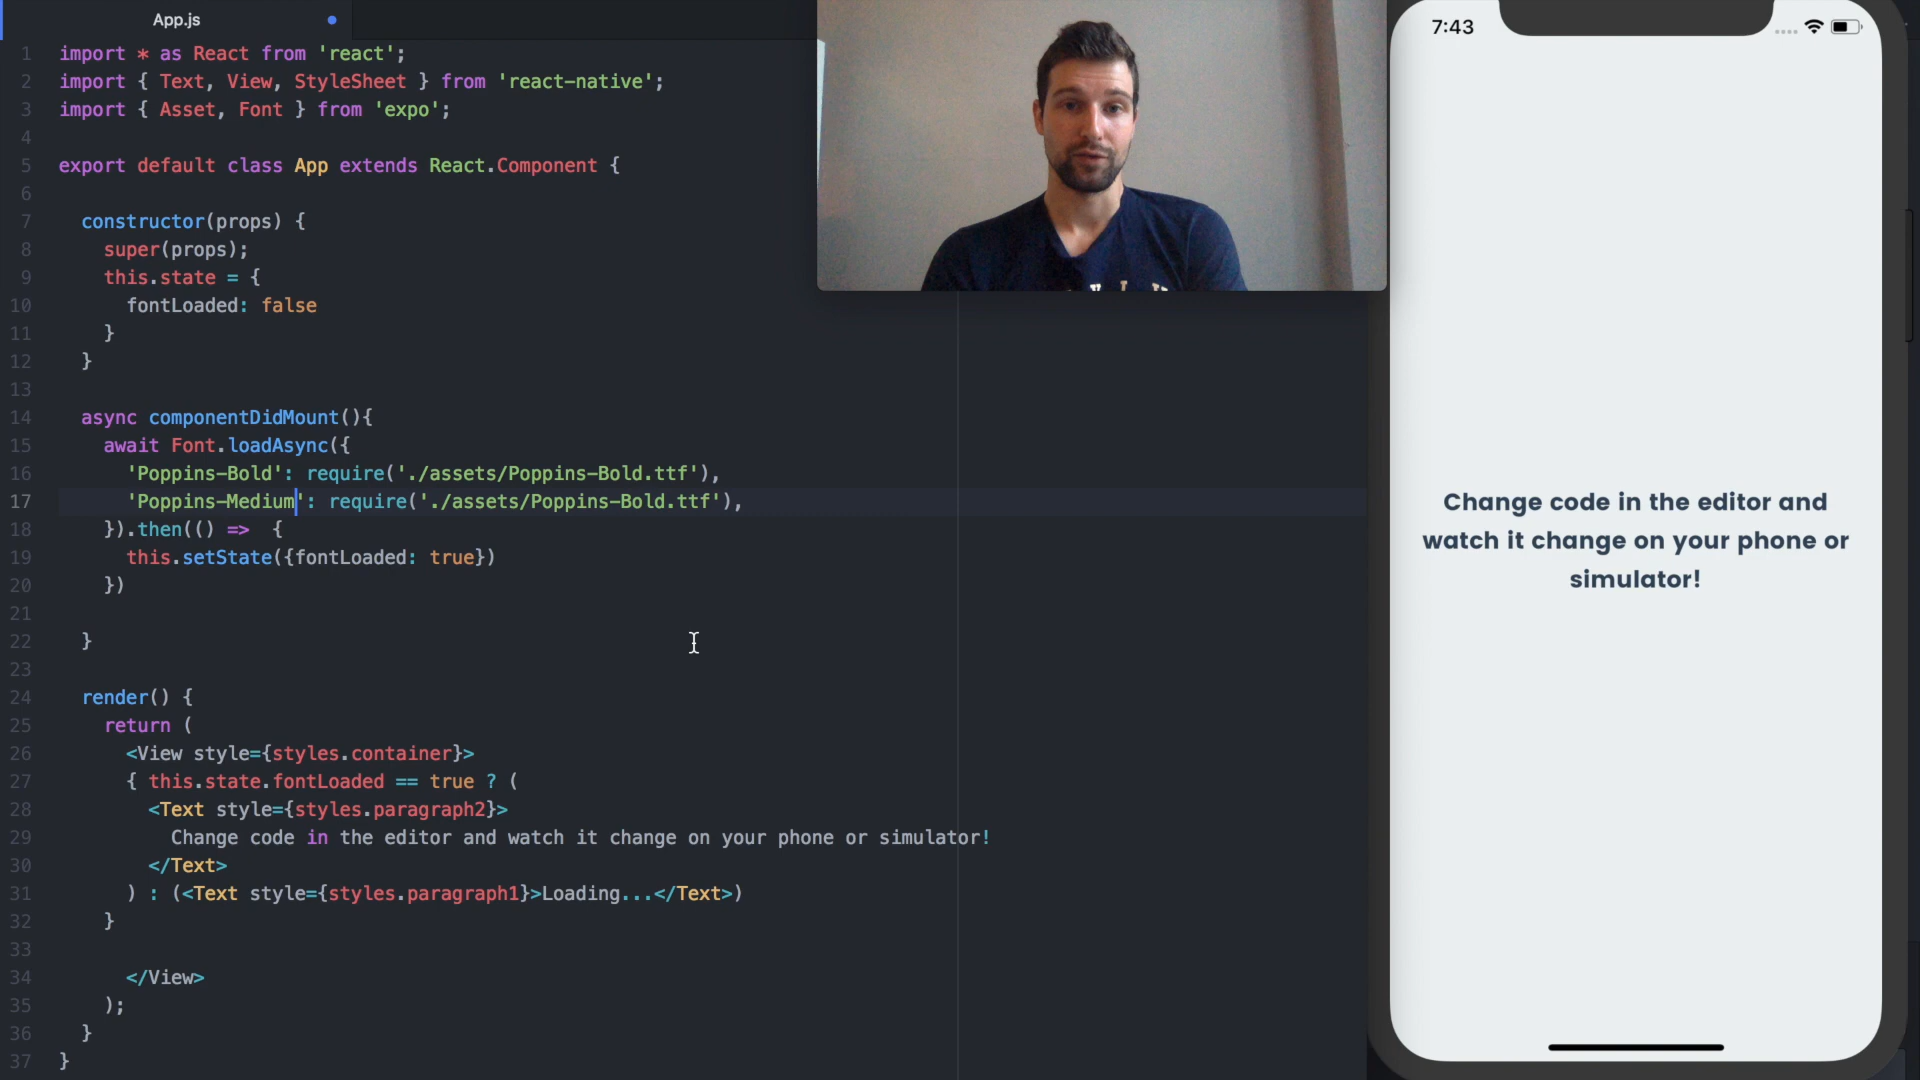 App.js
1 import * as React from 'react';
2 import { Text, View, StyleSheet } from 'react-native';
3 import { Asset, Font } from 'expo';
4
5 export default class App extends React.Component {
6
7 constructor(props) {
8 super(props);
9 this.state = {
10 fontLoaded: false
11 }
12 }
13
14 async componentDidMount(){
15 await Font.loadAsync({
16 'Poppins-Bold': require('./assets/Poppins-Bold.ttf'),
17 'Poppins-Medium': require('./assets/Poppins-Bold.ttf'),
18 }).then(() => {
19 this.setState({fontLoaded: true})
20 })
21
22 }
23
24 render() {
25 return (
26 <View style={styles.container}>
27 { this.state.fontLoaded == true ? (
28 <Text style={styles.paragraph2}>
29 Change code in the editor and watch it change on your phone or simulator!
30 </Text>
31 ) : (<Text style={styles.paragraph1}>Loading...</Text>)
32 }
33
34 </View>
35 );
36 }
37 }
7:43
Change code in the editor and
watch it change on your phone or
simulator!